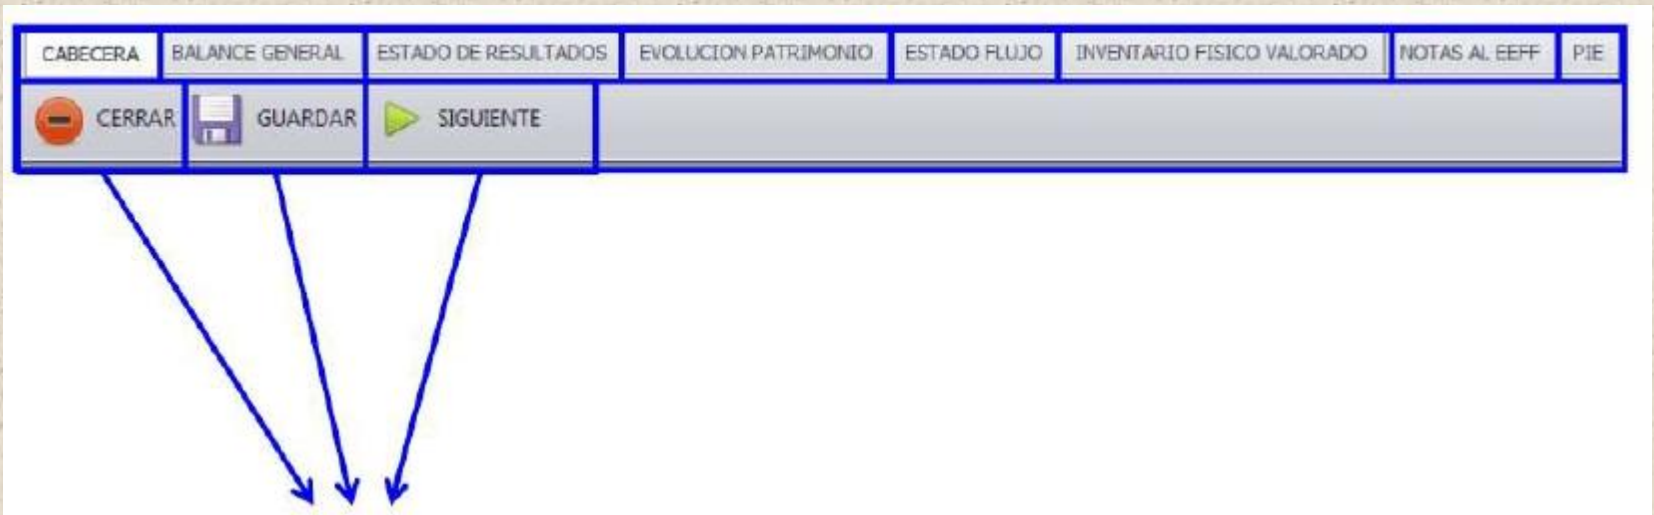 CABECERA BALANCE GENERAL ESTADO DE RESULTADOS EVOLUCION PATRIMONIO ESTADO FLUJO INVENTARIO FISICO VALORADO NOTAS AL EEFF PIE
CERRAR GUARDAR SIGUIENTE